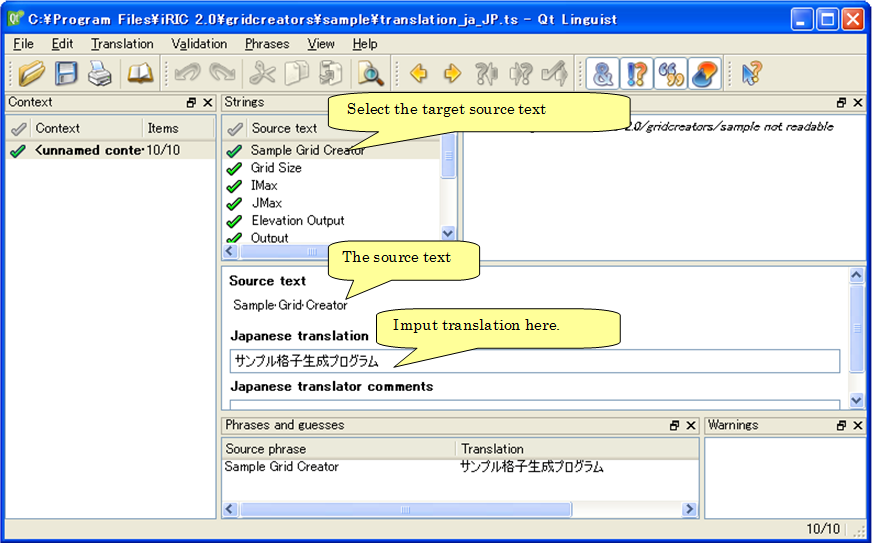 C:¥Program Files¥iRIC 2.0¥gridcreators¥sample¥translation_ja_JP.ts - Qt Linguist
File Edit Translation Validation Phrases View Help
Context
Strings
Context Items
<unnamed conte 10/10
Source text
Sample Grid Creator
Grid Size
IMax
JMax
Elevation Output
Output
Select the target source text
2.0/gridcreators/sample not readable
The source text
Source text
Sample·Grid·Creator
Imput translation here.
Japanese translation
サンプル格子生成プログラム
Japanese translator comments
Phrases and guesses
Source phrase Translation
Sample Grid Creator サンプル格子生成プログラム
Warnings
10/10